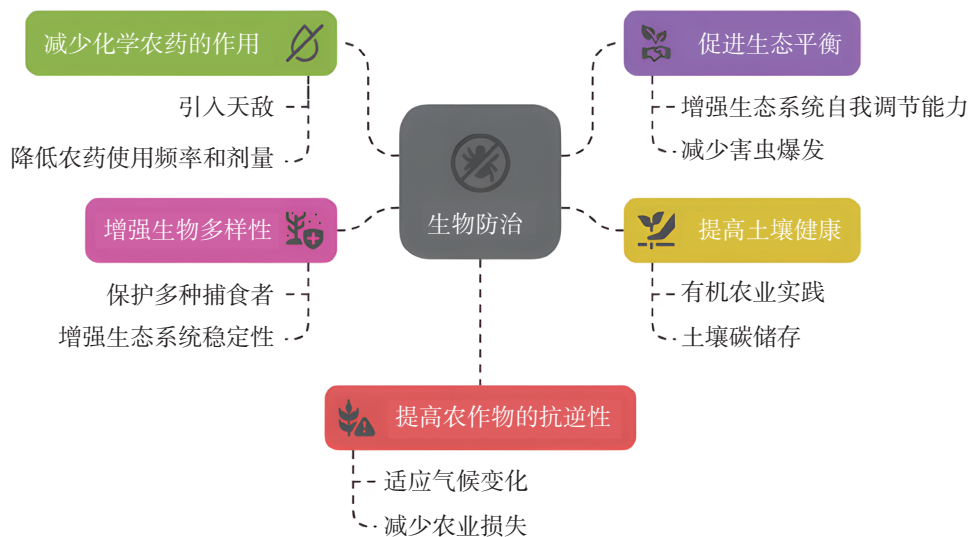 减少化学农药的作用
引入天敌
降低农药使用频率和剂量
增强生物多样性
保护多种捕食者
增强生态系统稳定性
生物防治
促进生态平衡
增强生态系统自我调节能力
减少害虫爆发
提高土壤健康
有机农业实践
土壤碳储存
提高农作物的抗逆性
适应气候变化
减少农业损失